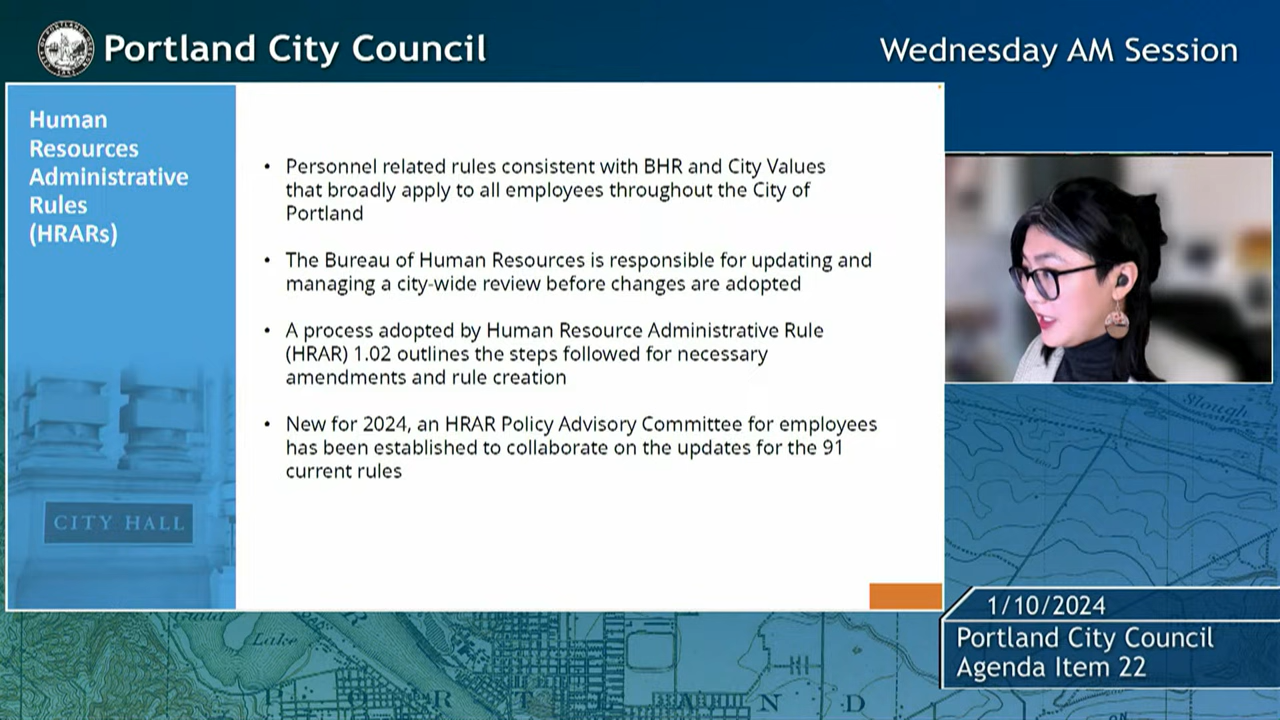 Portland City Council
Wednesday AM Session
Human
Resources
Administrative
Rules
(HRARs)
• Personnel related rules consistent with BHR and City Values
that broadly apply to all employees throughout the City of
Portland
• The Bureau of Human Resources is responsible for updating and
managing a city-wide review before changes are adopted
• A process adopted by Human Resource Administrative Rule
(HRAR) 1.02 outlines the steps followed for necessary
amendments and rule creation
• New for 2024, an HRAR Policy Advisory Committee for employees
has been established to collaborate on the updates for the 91
current rules
CITY HALL
Slough
1/10/2024
Portland City Council
Agenda Item 22
Guild
Lake
P O R T L A N D